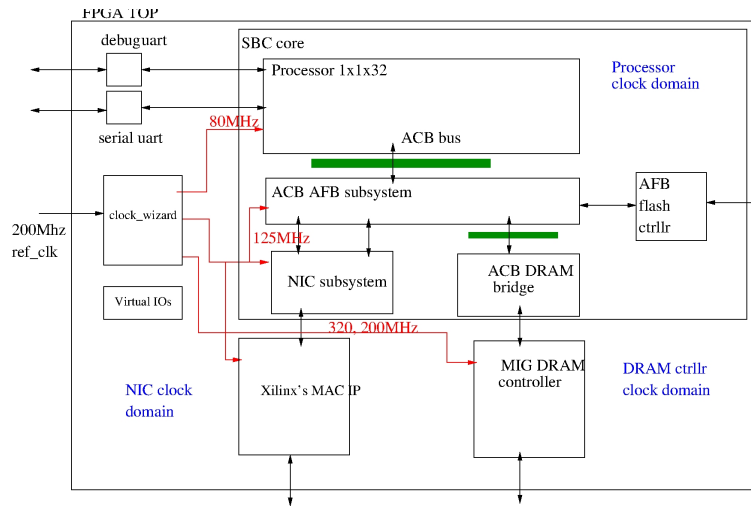 FPGA TOP
debuguart
SBC core
Processor 1x1x32
Processor
clock domain
serial uart
80MHz
ACB bus
ACB AFB subsystem
AFB
flash
ctrllr
clock_wizard
200Mhz
ref_clk
125MHz
NIC subsystem
ACB DRAM
bridge
Virtual IOs
320, 200MHz
NIC clock
domain
Xilinx's MAC IP
MIG DRAM
controller
DRAM ctrllr
clock domain